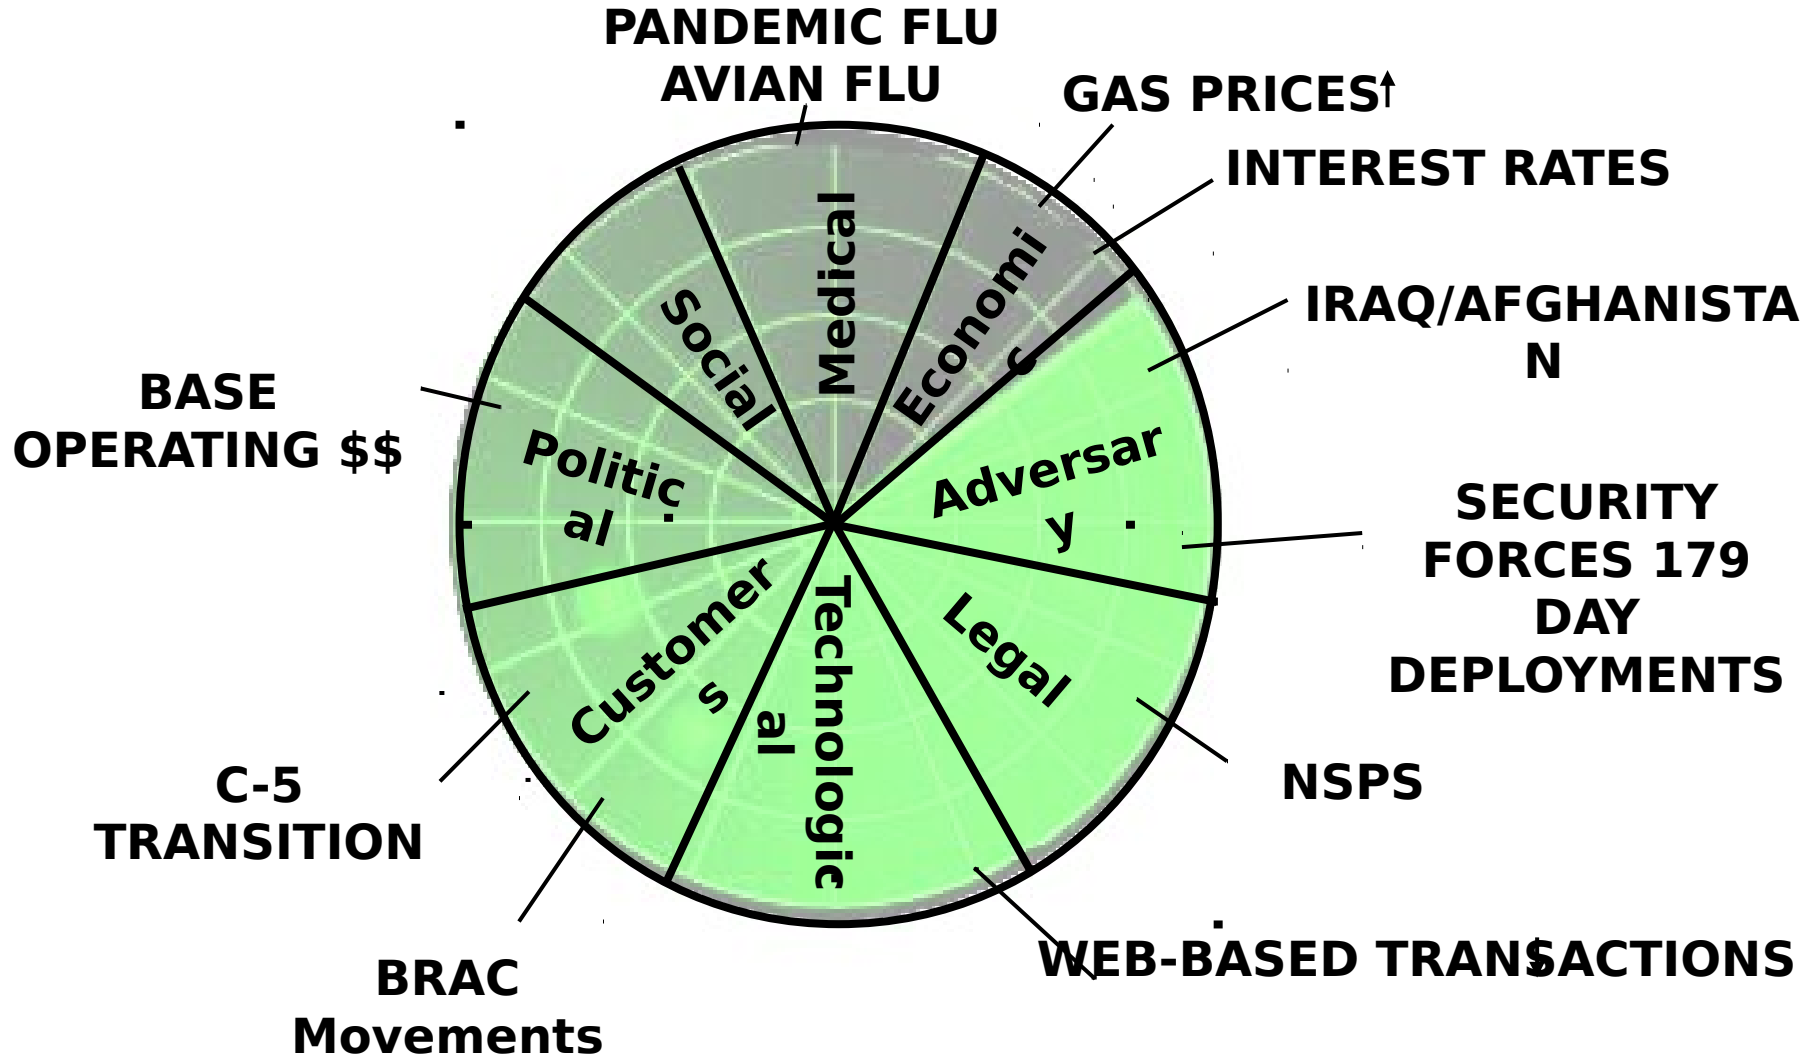 PANDEMIC FLU
AVIAN FLU
GAS PRICES↑
INTEREST RATES
IRAQ/AFGHANISTA
N
SECURITY
FORCES 179
DAY
DEPLOYMENTS
NSPS
WEB-BASED TRANSACTIONS
BRAC
Movements
C-5
TRANSITION
BASE
OPERATING $$
Medical
Economi
c
Adversar
y
Legal
Technologic
al
Customer
s
Politic
al
Social